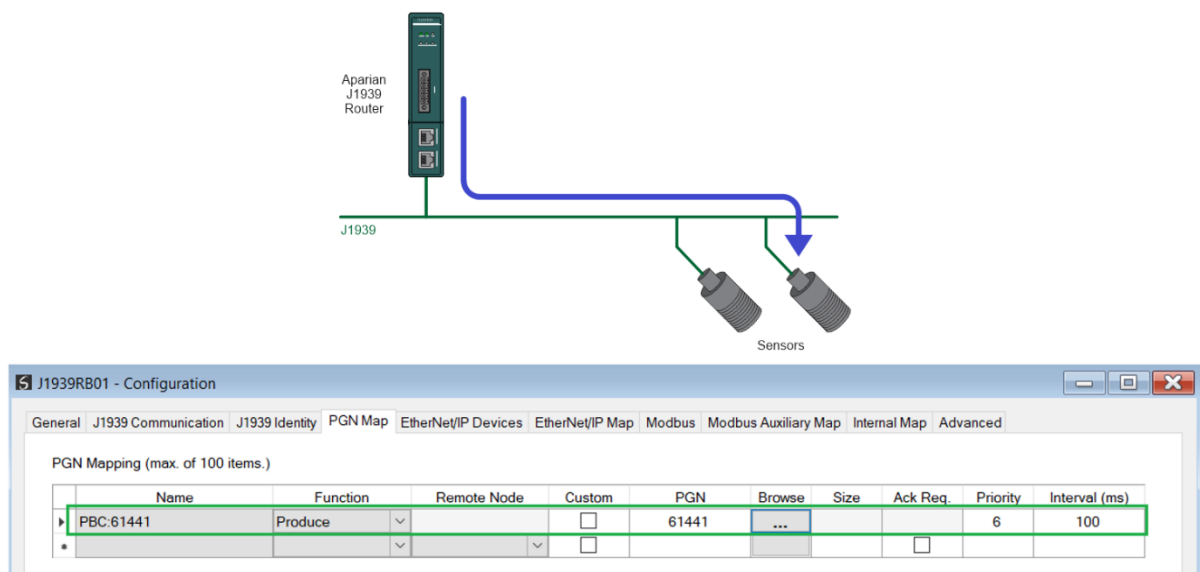 Aparian
J1939
Router
J1939
Sensors
J1939RB01 - Configuration
General J1939 Communication J1939 Identity PGN Map EtherNet/IP Devices EtherNet/IP Map Modbus Modbus Auxiliary Map Internal Map Advanced
PGN Mapping (max. of 100 items.)
Name Function Remote Node Custom PGN Browse Size Ack Req. Priority Interval (ms)
PBC:61441 Produce 61441 ... 6 100